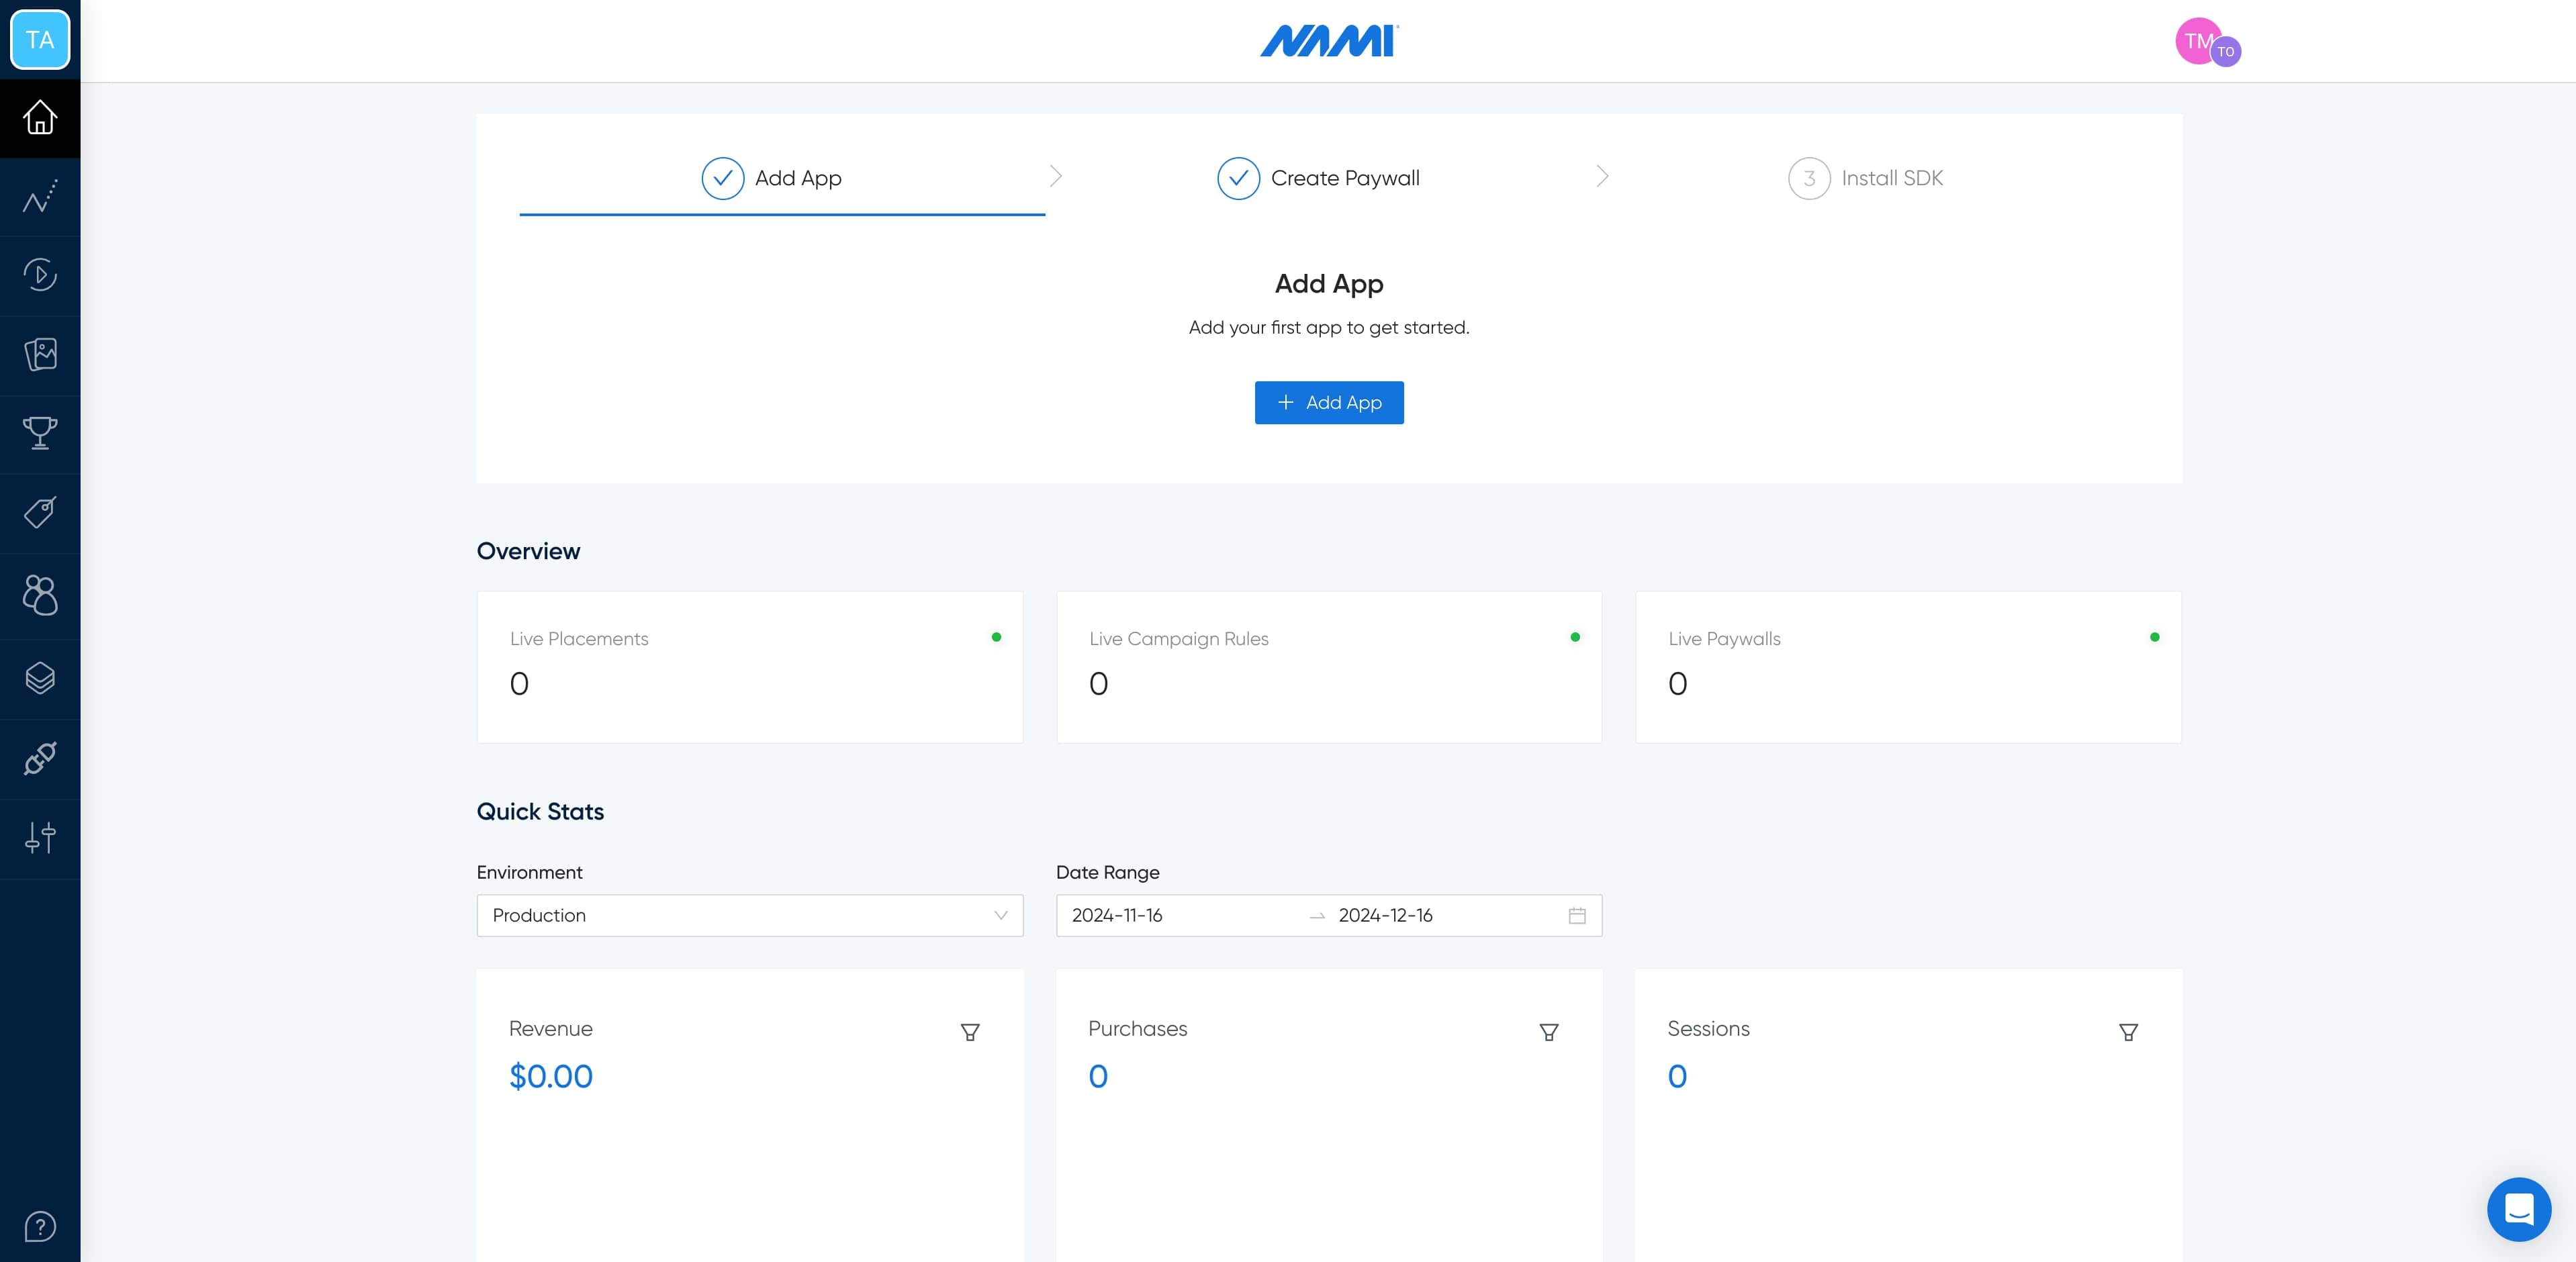 TA
NAMI
TM
TO
Add App
Create Paywall
3 Install SDK
Add App
Add your first app to get started.
+ Add App
Overview
Live Placements
0
Live Campaign Rules
0
Live Paywalls
0
Quick Stats
Environment
Production
Date Range
2024-11-16 → 2024-12-16
Revenue
$0.00
Purchases
0
Sessions
0
?